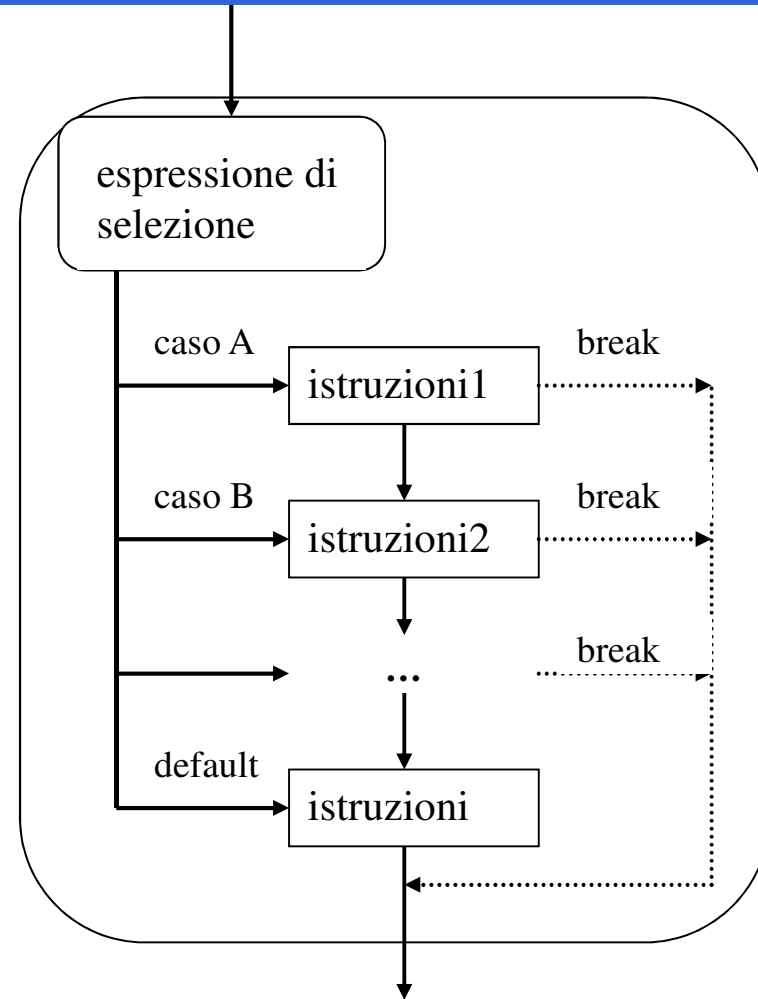 espressione di
selezione
caso A
istruzioni1
break
caso B
istruzioni2
break
...
break
default
istruzioni